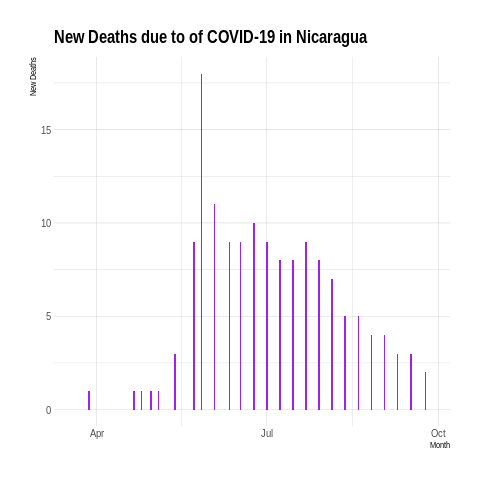 New Deaths due to of COVID-19 in Nicaragua
New Deaths
15
10
5
0
Apr
Jul
Oct
Month